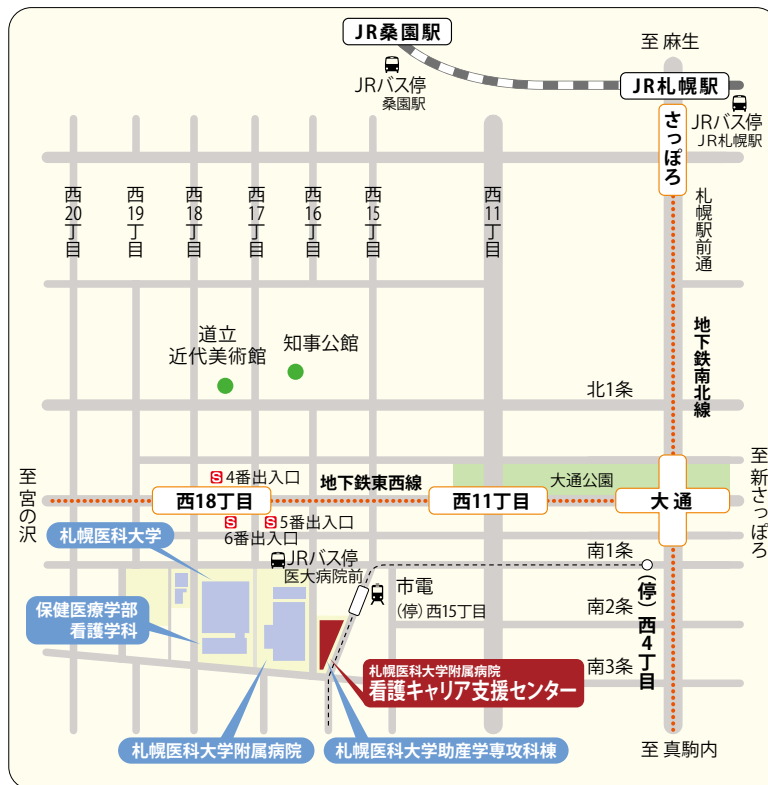 JR桑園駅
至 麻生
JRバス停
桑園駅
JR札幌駅
JRバス停
JR札幌駅
さっぽろ
西20丁目
西19丁目
西18丁目
西17丁目
西16丁目
西15丁目
西11丁目
札幌駅前通
道立
近代美術館
知事公館
地下鉄南北線
北1条
至 宮の沢
S 4番出入口
地下鉄東西線
大通公園
至 新さっぽろ
西18丁目
西11丁目
大通
S
6番出入口
S 5番出入口
札幌医科大学
JRバス停
医大病院前
南1条
市電
(停) 西15丁目
(停) 西4丁目
保健医療学部
看護学科
南2条
南3条
札幌医科大学附属病院
看護キャリア支援センター
札幌医科大学附属病院
札幌医科大学助産学専攻科棟
至 真駒内